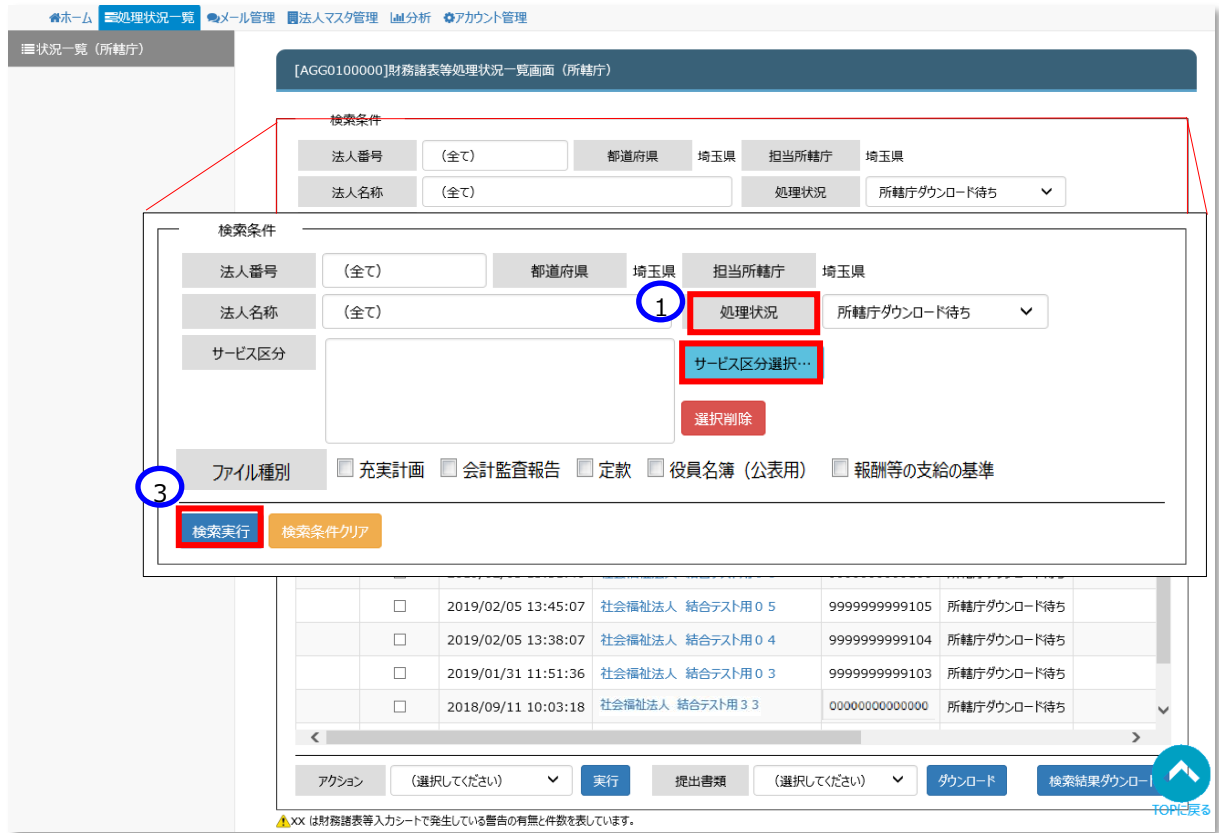 ホーム 処理状況一覧 メール管理 法人マスタ管理 分析 アカウント管理
状況一覧（所轄庁）
[AGG0100000]財務諸表等処理状況一覧画面（所轄庁）
検索条件
法人番号 (全て) 都道府県 埼玉県 担当所轄庁 埼玉県
法人名称 (全て) 処理状況 所轄庁ダウンロード待ち
検索条件
法人番号 (全て) 都道府県 埼玉県 担当所轄庁 埼玉県
法人名称 (全て) 1 処理状況 所轄庁ダウンロード待ち
サービス区分 サービス区分選択…
選択削除
ファイル種別 充実計画 会計監査報告 定款 役員名簿（公表用） 報酬等の支給の基準
3
検索実行 検索条件クリア
2019/02/05 13:45:07 社会福祉法人 結合テスト用０５ 9999999999105 所轄庁ダウンロード待ち
2019/02/05 13:38:07 社会福祉法人 結合テスト用０４ 9999999999104 所轄庁ダウンロード待ち
2019/01/31 11:51:36 社会福祉法人 結合テスト用０３ 9999999999103 所轄庁ダウンロード待ち
2018/09/11 10:03:18 社会福祉法人 結合テスト用３３ 0000000000000 所轄庁ダウンロード待ち
アクション (選択してください) 実行 提出書類 (選択してください) ダウンロード 検索結果ダウンロー
TOPに戻る
XX は財務諸表等入力シートで発生している警告の有無と件数を表しています。